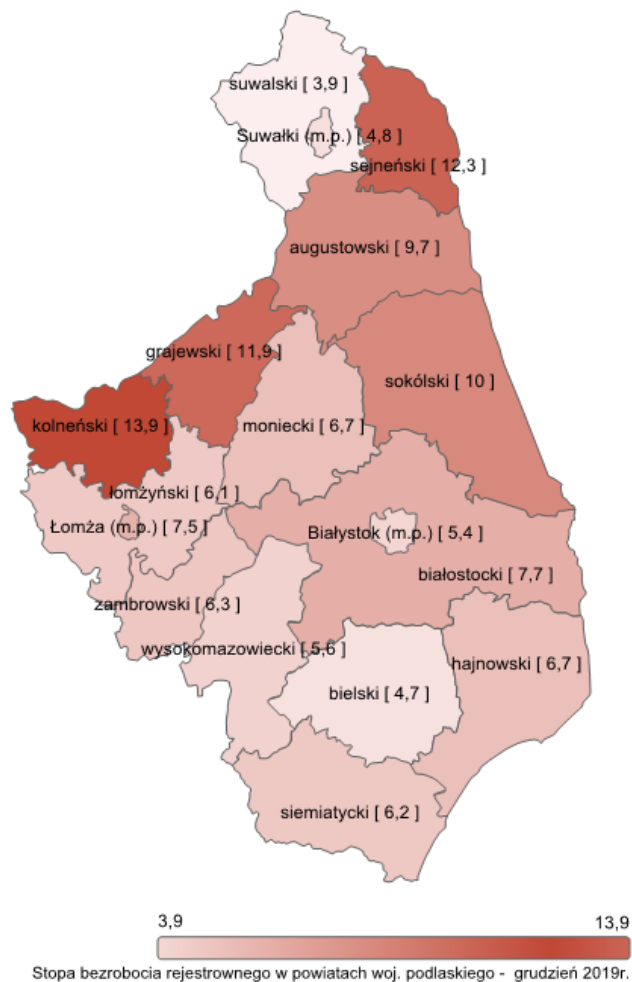 suwalski [ 3,9 ]
Suwałki (m.p.) [ 4,8 ]
sejneński [ 12,3 ]
augustowski [ 9,7 ]
grajewski [ 11,9 ]
sokólski [ 10 ]
kolneński [ 13,9 ]
moniecki [ 6,7 ]
łomżyński [ 6,1 ]
Łomża (m.p.) [ 7,5 ]
Białystok (m.p.) [ 5,4 ]
białostocki [ 7,7 ]
zambrowski [ 6,3 ]
wysokomazowiecki [ 5,6 ]
hajnowski [ 6,7 ]
bielski [ 4,7 ]
siemiatycki [ 6,2 ]
3,9
13,9
Stopa bezrobocia rejestrownego w powiatach woj. podlaskiego - grudzień 2019r.